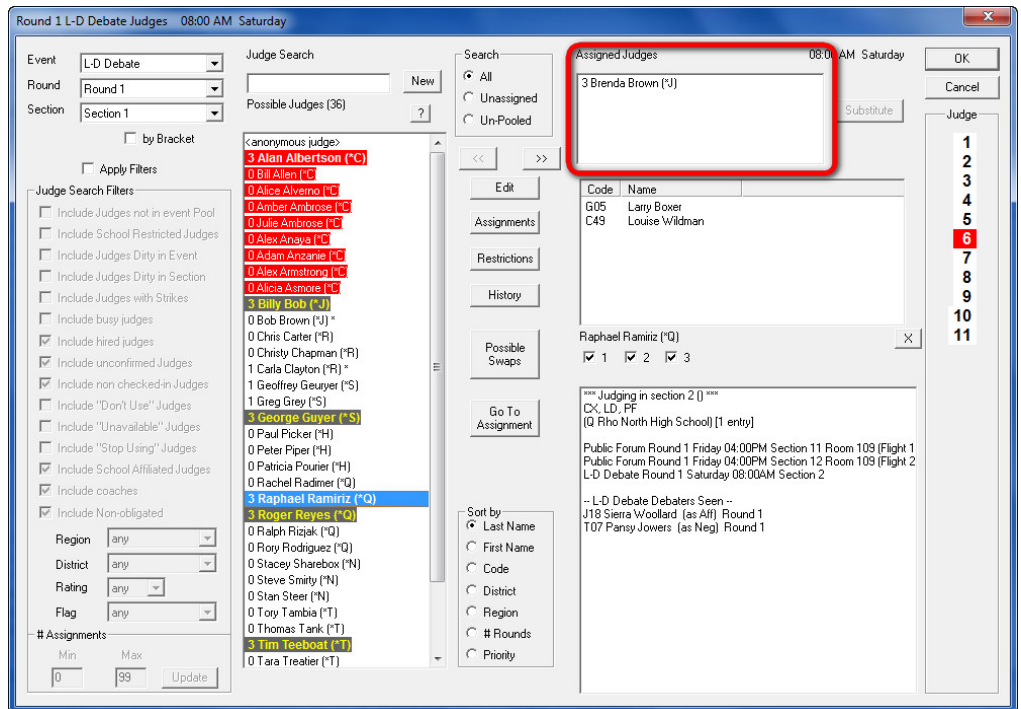 Round 1 L-D Debate Judges 08:00 AM Saturday
Event L-D Debate
Round Round 1
Section Section 1
by Bracket
Apply Filters
Judge Search Filters
Include Judges not in event Pool
Include School Restricted Judges
Include Judges Dirty in Event
Include Judges Dirty in Section
Include Judges with Strikes
Include busy judges
Include hired judges
Include unconfirmed Judges
Include non checked-in Judges
Include "Don't Use" Judges
Include "Unavailable" Judges
Include "Stop Using" Judges
Include School Affiliated Judges
Include coaches
Include Non-obligated
Region any
District any
Rating any
Flag any
# Assignments
Min Max
0 99 Update
Judge Search
New
Possible Judges (36)
?
<anonymous judge>
3 Alan Albertson (*C)
0 Bill Allen (*C)
0 Alice Alverno (*C)
0 Amber Ambrose (*C)
0 Julie Ambrose (*C)
0 Alex Anaya (*C)
0 Adam Anzanie (*C)
0 Alex Armstrong (*C)
0 Alicia Asmore (*C)
3 Billy Bob (*J)
0 Bob Brown (*J) *
0 Chris Carter (*R)
0 Christy Chapman (*R)
1 Carla Clayton (*R) *
1 Geoffrey Geuryer (*S)
1 Greg Grey (*S)
3 George Guyer (*S)
0 Paul Picker (*H)
0 Peter Piper (*H)
0 Patricia Pourier (*H)
0 Rachel Radimer (*Q)
3 Raphael Ramiriz (*Q)
3 Roger Reyes (*Q)
0 Ralph Rizjak (*Q)
0 Rory Rodriguez (*Q)
0 Stacey Sharebox (*N)
0 Steve Smirty (*N)
0 Stan Steer (*N)
0 Tory Tambia (*T)
0 Thomas Tank (*T)
3 Tim Teeboat (*T)
0 Tara Treatier (*T)
Search
All
Unassigned
Un-Pooled
<< >>
Edit
Assignments
Restrictions
History
Possible
Swaps
Go To
Assignment
Sort by
Last Name
First Name
Code
District
Region
# Rounds
Priority
Assigned Judges 08:00 AM Saturday
3 Brenda Brown (*J)
Substitute
Code Name
G05 Larry Boxer
C49 Louise Wildman
Raphael Ramiriz (*Q)
X
1 2 3
*** Judging in section 2 () ***
CX, LD, PF
(Q Rho North High School) [1 entry]
Public Forum Round 1 Friday 04:00PM Section 11 Room 109 (Flight 1
Public Forum Round 1 Friday 04:00PM Section 12 Room 109 (Flight 2
L-D Debate Round 1 Saturday 08:00AM Section 2
-- L-D Debate Debaters Seen --
J18 Sierra Woollard (as Aff) Round 1
T07 Pansy Jowers (as Neg) Round 1
OK
Cancel
Judge
1
2
3
4
5
6
7
8
9
10
11